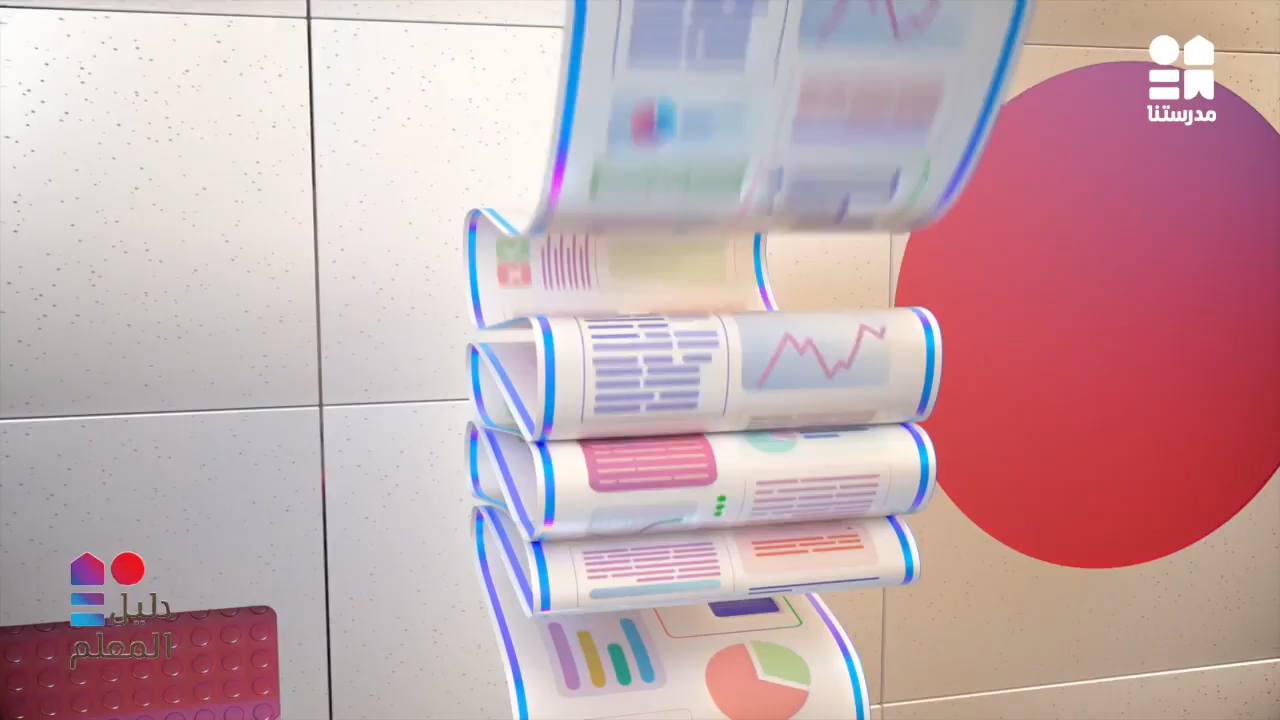 مدرستنا
دليل
المعلم